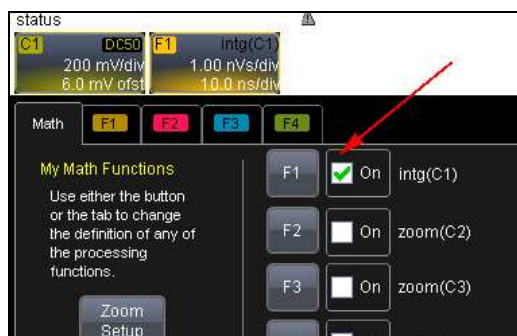 status
C1 DC50 F1 intg(C1)
200 mV/div 1.00 nVs/div
6.0 mV ofst 10.0 ns/div
Math F1 F2 F3 F4
My Math Functions
Use either the button
or the tab to change
the definition of any of
the processing
functions.
Zoom
Setup
F1 On intg(C1)
F2 On zoom(C2)
F3 On zoom(C3)